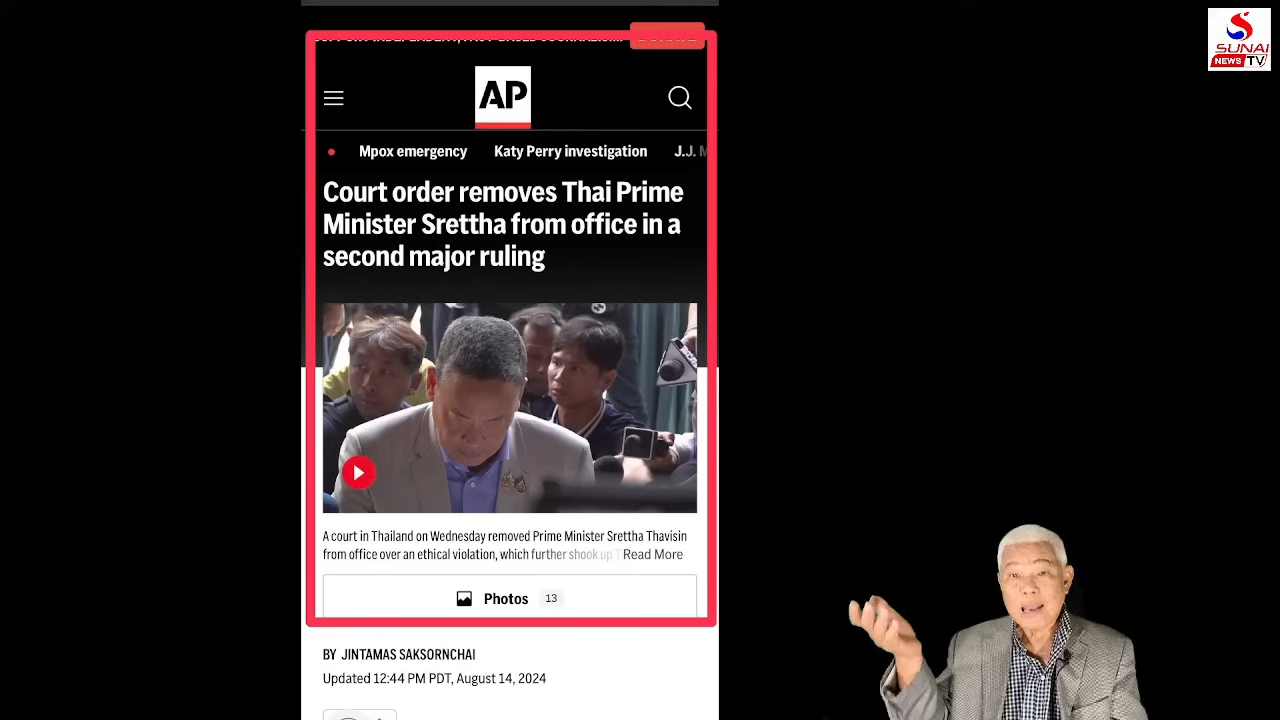 SUNAI
NEWS TV
AP
Mpox emergency Katy Perry investigation J.J.
Court order removes Thai Prime
Minister Srettha from office in a
second major ruling
A court in Thailand on Wednesday removed Prime Minister Srettha Thavisin
from office over an ethical violation, which further shook up Read More
Photos 13
BY JINTAMAS SAKSORNCHAI
Updated 12:44 PM PDT, August 14, 2024